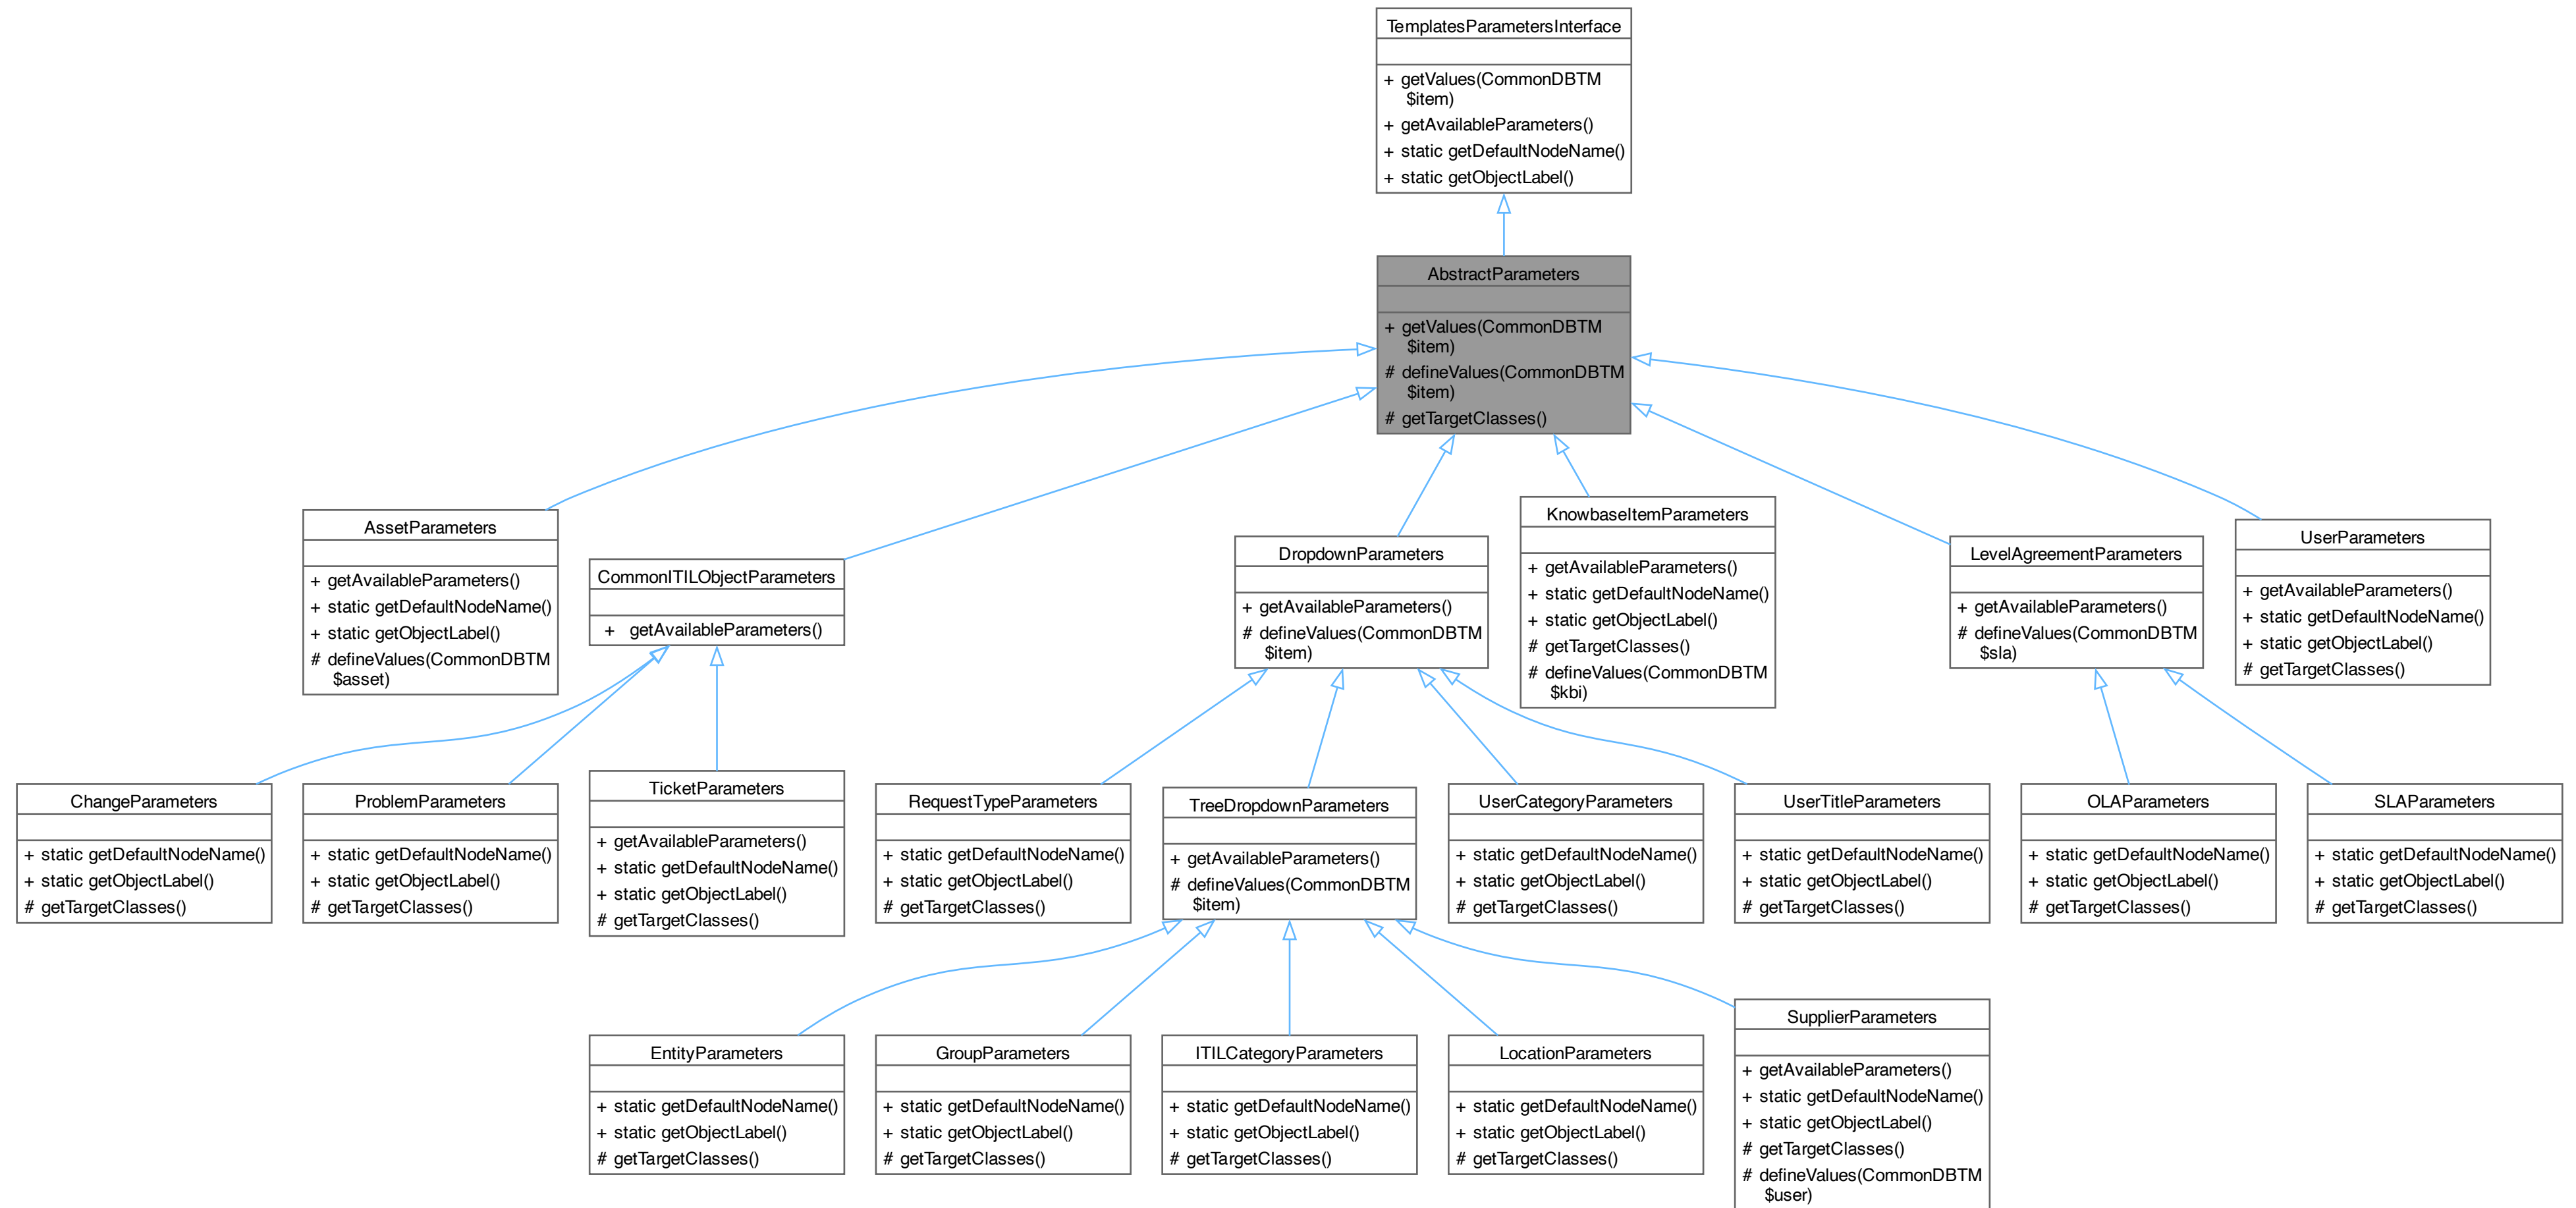 TemplatesParametersInterface
+ getValues(CommonDBTM
$item)
+ getAvailableParameters()
+ static getDefaultNodeName()
+ static getObjectLabel()
AbstractParameters
+ getValues(CommonDBTM
$item)
# defineValues(CommonDBTM
$item)
# getTargetClasses()
AssetParameters
+ getAvailableParameters()
+ static getDefaultNodeName()
+ static getObjectLabel()
# defineValues(CommonDBTM
$asset)
CommonITILObjectParameters
+ getAvailableParameters()
DropdownParameters
+ getAvailableParameters()
# defineValues(CommonDBTM
$item)
KnowbaseItemParameters
+ getAvailableParameters()
+ static getDefaultNodeName()
+ static getObjectLabel()
# getTargetClasses()
# defineValues(CommonDBTM
$kbi)
LevelAgreementParameters
+ getAvailableParameters()
# defineValues(CommonDBTM
$sla)
UserParameters
+ getAvailableParameters()
+ static getDefaultNodeName()
+ static getObjectLabel()
# getTargetClasses()
ChangeParameters
+ static getDefaultNodeName()
+ static getObjectLabel()
# getTargetClasses()
ProblemParameters
+ static getDefaultNodeName()
+ static getObjectLabel()
# getTargetClasses()
TicketParameters
+ getAvailableParameters()
+ static getDefaultNodeName()
+ static getObjectLabel()
# getTargetClasses()
RequestTypeParameters
+ static getDefaultNodeName()
+ static getObjectLabel()
# getTargetClasses()
TreeDropdownParameters
+ getAvailableParameters()
# defineValues(CommonDBTM
$item)
UserCategoryParameters
+ static getDefaultNodeName()
+ static getObjectLabel()
# getTargetClasses()
UserTitleParameters
+ static getDefaultNodeName()
+ static getObjectLabel()
# getTargetClasses()
OLAParameters
+ static getDefaultNodeName()
+ static getObjectLabel()
# getTargetClasses()
SLAParameters
+ static getDefaultNodeName()
+ static getObjectLabel()
# getTargetClasses()
EntityParameters
+ static getDefaultNodeName()
+ static getObjectLabel()
# getTargetClasses()
GroupParameters
+ static getDefaultNodeName()
+ static getObjectLabel()
# getTargetClasses()
ITILCategoryParameters
+ static getDefaultNodeName()
+ static getObjectLabel()
# getTargetClasses()
LocationParameters
+ static getDefaultNodeName()
+ static getObjectLabel()
# getTargetClasses()
SupplierParameters
+ getAvailableParameters()
+ static getDefaultNodeName()
+ static getObjectLabel()
# getTargetClasses()
# defineValues(CommonDBTM
$user)